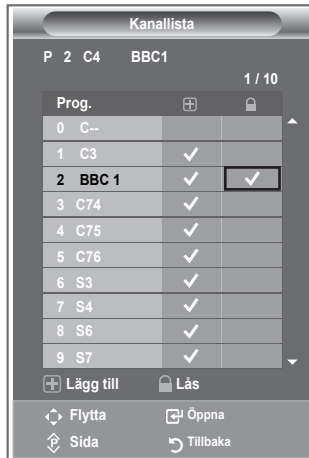 Kanallista
P 2 C4 BBC1
1 / 10
Prog.
0 C--
1 C3
2 BBC 1
3 C74
4 C75
5 C76
6 S3
7 S4
8 S6
9 S7
Lägg till Lås
Flytta Öppna
Sida Tillbaka